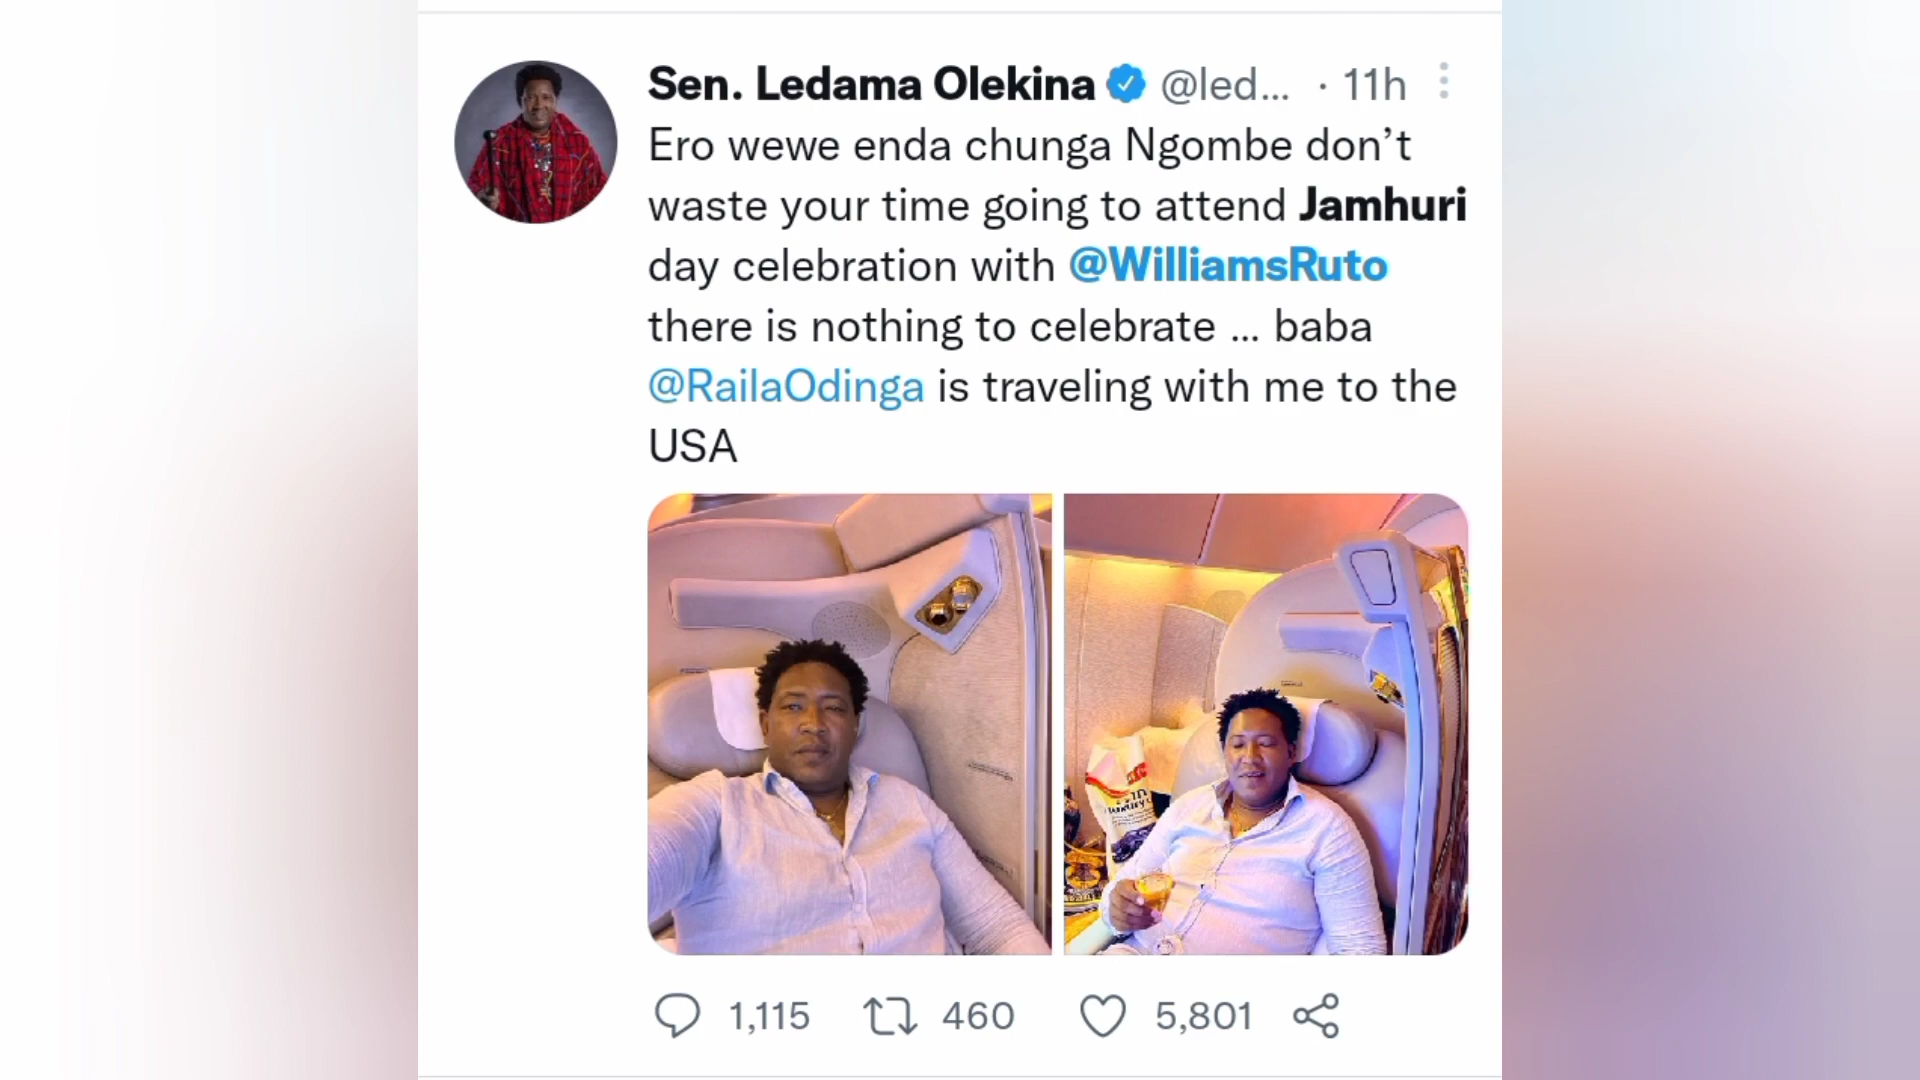 Sen. Ledama Olekina @led... · 11h
Ero wewe enda chunga Ngombe don’t
waste your time going to attend Jamhuri
day celebration with @WilliamsRuto
there is nothing to celebrate ... baba
@RailaOdinga is traveling with me to the
USA
1,115 460 5,801